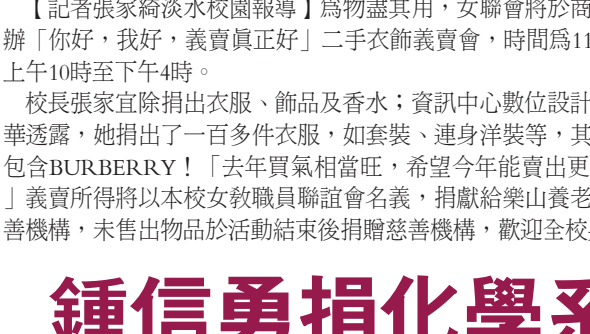 【記者張家綺淡水校園報導】為物盡其用，女聯會將於商
辦「你好，我好，義賣真正好」二手衣飾義賣會，時間為11
上午10時至下午4時。
校長張家宜除捐出衣服、飾品及香水；資訊中心數位設計
華透露，她捐出了一百多件衣服，如套裝、連身洋裝等，其
包含BURBERRY！「去年買氣相當旺，希望今年能賣出更
」義賣所得將以本校女教職員聯誼會名義，捐獻給樂山養老
善機構，未售出物品於活動結束後捐贈慈善機構，歡迎全校
鍾信勇捐化學系